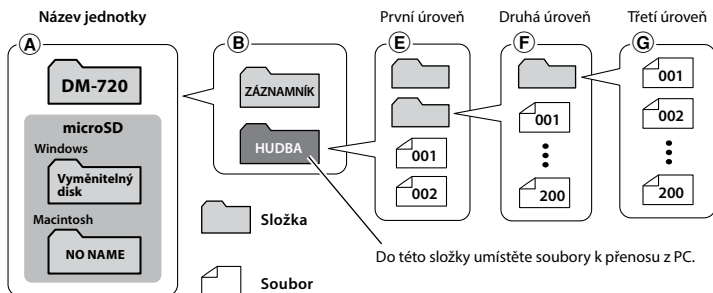 Název jednotky
První úroveň
Druhá úroveň
Třetí úroveň
A
B
E
F
G
DM-720
microSD
Windows
Vyměnitelný
disk
Macintosh
NO NAME
ZÁZNAMNÍK
HUDBA
001
002
001
200
001
002
200
Složka
Soubor
Do této složky umístěte soubory k přenosu z PC.